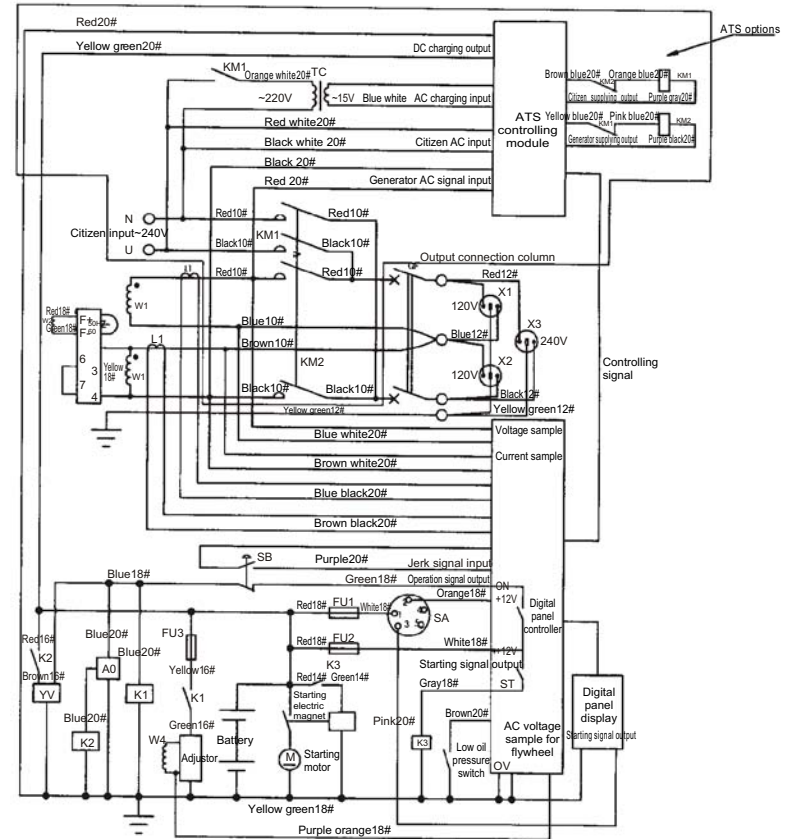 Red20#
ATS options
Yellow green20#
DC charging output
KM1
Orange white20#
TC
Brown blue20#
KM2
Orange blue20#
KM1
~220V
~15V
Blue white
AC charging input
Citizen supplying output
Purple gray20#
ATS
controlling
module
Red white20#
Yellow blue20#
KM1
Pink blue20#
KM2
Black white 20#
Citizen AC input
Generator supplying output
Purple black20#
Black 20#
Red 20#
Generator AC signal input
N
Red10#
Red10#
Citizen input~240V
KM1
U
Black10#
Black10#
Output connection column
Red10#
Red10#
Red12#
W1
X1
120V
X3
Red18#
F+
Green18#
F-
Blue10#
Blue12#
240V
L1
Brown10#
6
3
Yellow
18#
W1
KM2
X2
120V
Controlling
signal
7
4
Black10#
Black10#
Black12#
Yellow green12#
Yellow green12#
Blue white20#
Voltage sample
Current sample
Brown white20#
Blue black20#
Brown black20#
SB
Purple20#
Jerk signal input
Blue18#
Green18#
Operation signal output
ON
Orange18#
+12V
Red18#
FU1
White18#
2
1
3
SA
Digital
panel
controller
FU3
Blue20#
Red18#
FU2
White18#
+12V
Red16#
K2
Blue20#
A0
Yellow16#
K3
Starting signal output
Brown16#
Red14#
Green14#
Gray18#
ST
YV
K1
K1
Starting
electric
magnet
Digital
panel
display
Blue20#
Green16#
Pink20#
Brown20#
AC voltage
sample for
flywheel
Starting signal output
K2
W4
Adjustor
Battery
M
Starting
motor
K3
Low oil
pressure
switch
OV
Yellow green18#
Purple orange18#